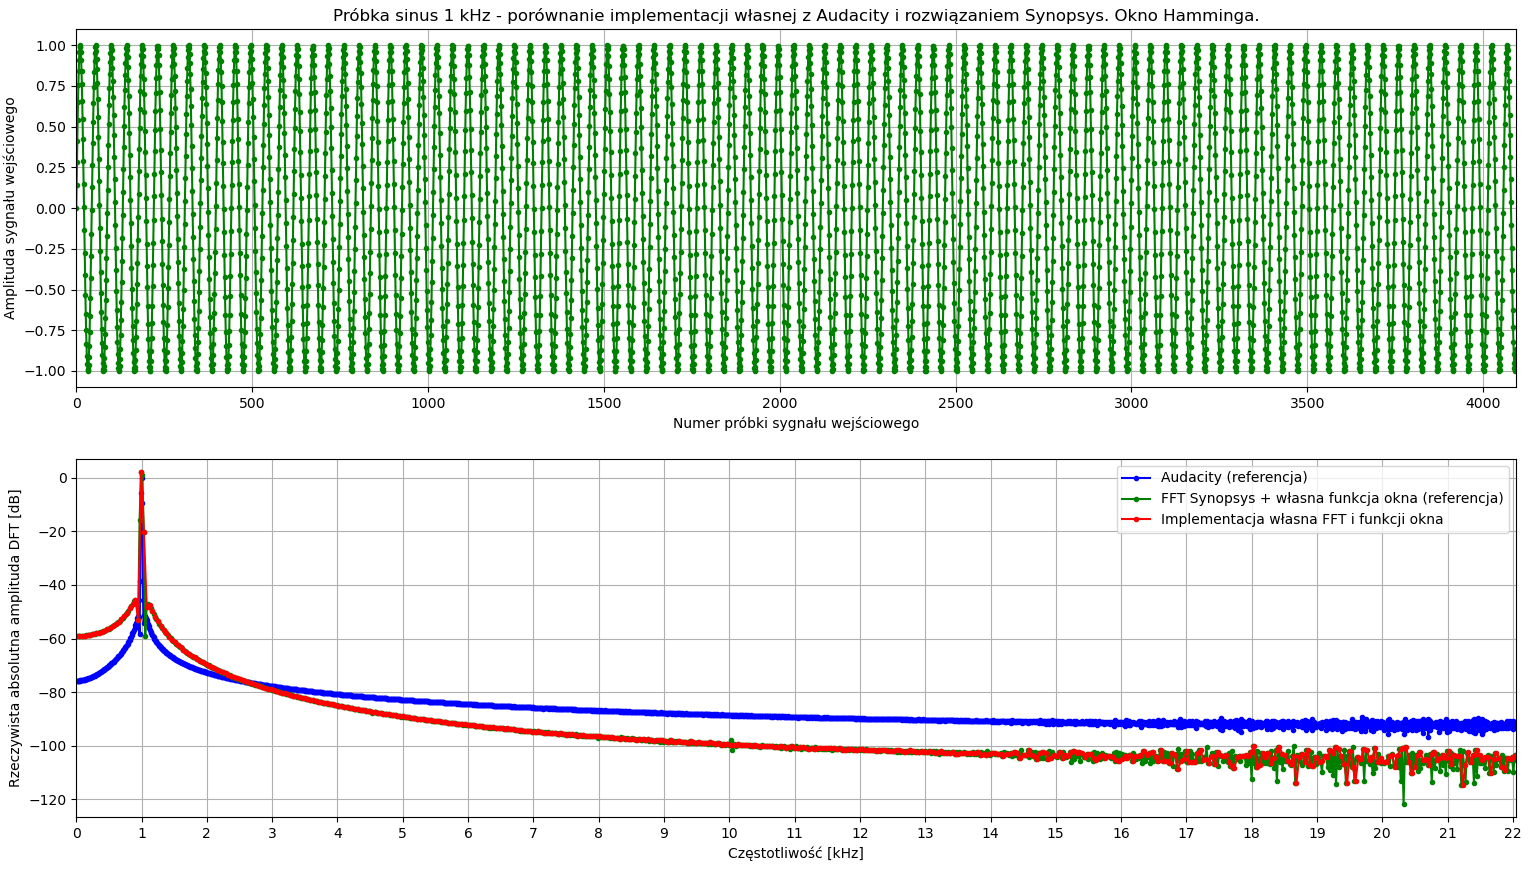 Próbka sinus 1 kHz - porównanie implementacji własnej z Audacity i rozwiązaniem Synopsys. Okno Hamminga.
Amplituda sygnału wejściowego
1.00
0.75
0.50
0.25
0.00
−0.25
−0.50
−0.75
−1.00
0 500 1000 1500 2000 2500 3000 3500 4000
Numer próbki sygnału wejściowego
Rzeczywista absolutna amplituda DFT [dB]
0
−20
−40
−60
−80
−100
−120
Audacity (referencja)
FFT Synopsys + własna funkcja okna (referencja)
Implementacja własna FFT i funkcji okna
0 1 2 3 4 5 6 7 8 9 10 11 12 13 14 15 16 17 18 19 20 21 22
Częstotliwość [kHz]